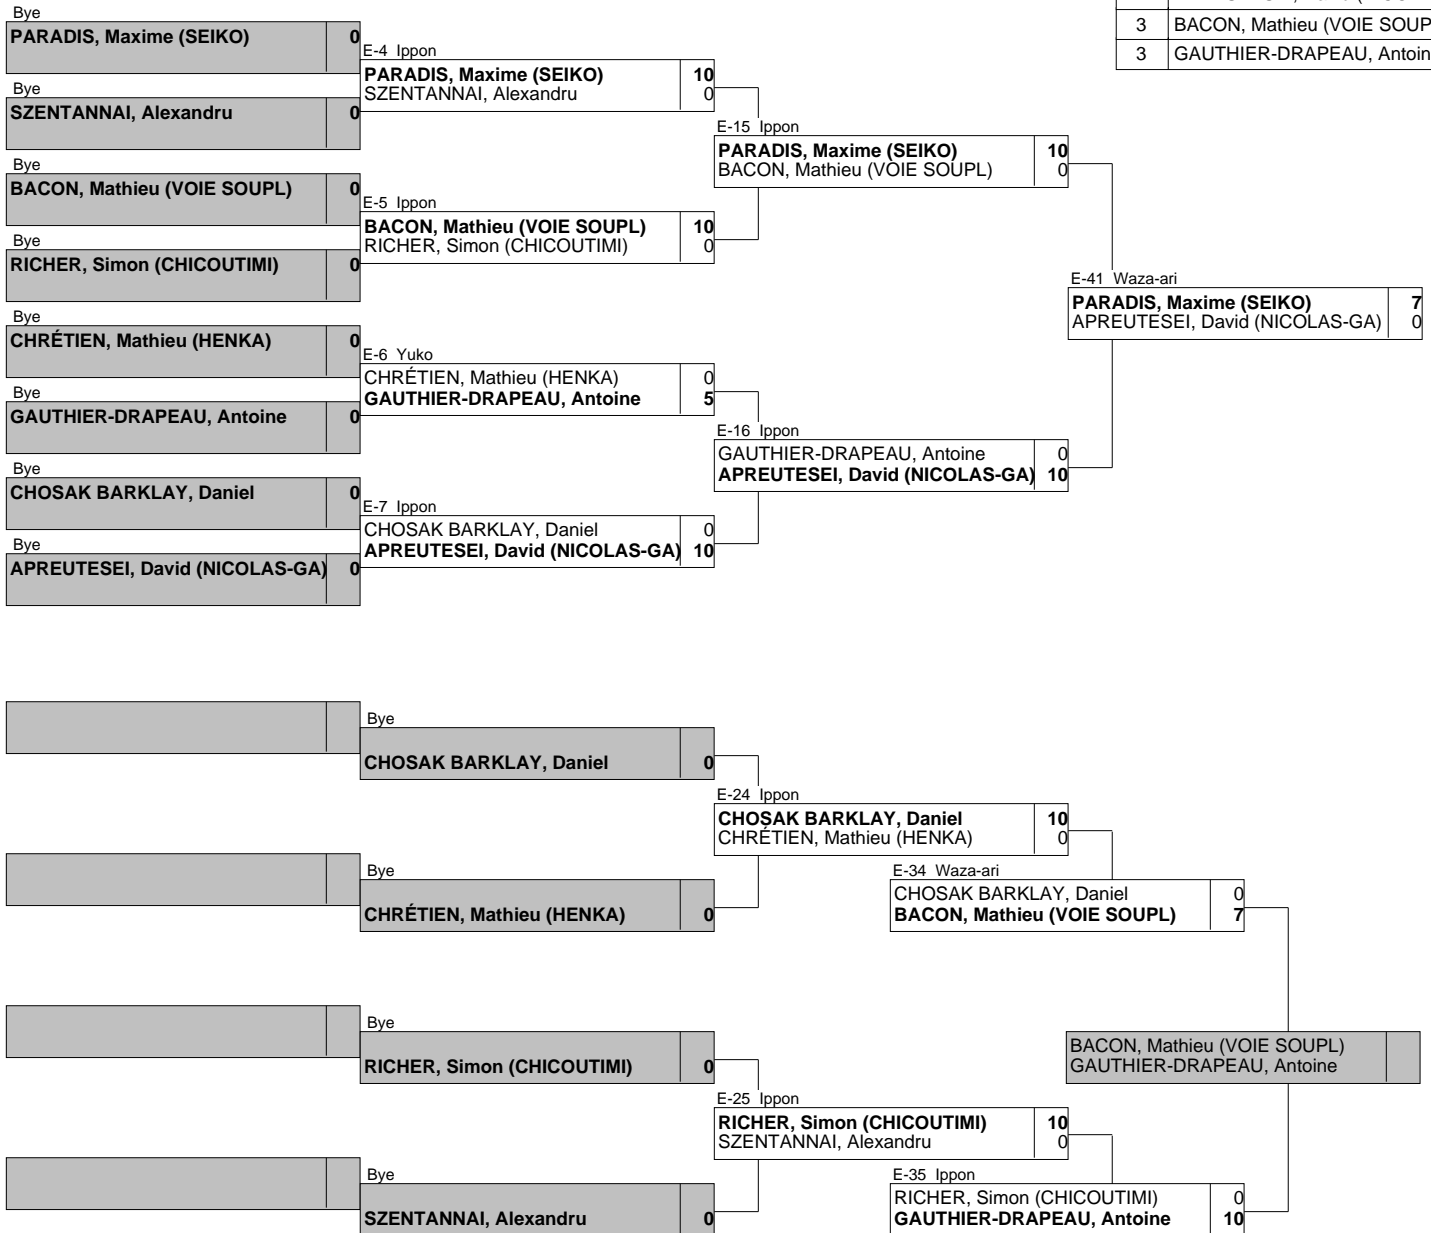 3 BACON, Mathieu (VOIE SOUP
3 GAUTHIER-DRAPEAU, Antoin
Bye
PARADIS, Maxime (SEIKO) 0
Bye
SZENTANNAI, Alexandru 0
Bye
BACON, Mathieu (VOIE SOUPL) 0
Bye
RICHER, Simon (CHICOUTIMI) 0
Bye
CHRÉTIEN, Mathieu (HENKA) 0
Bye
GAUTHIER-DRAPEAU, Antoine 0
Bye
CHOSAK BARKLAY, Daniel 0
Bye
APREUTESEI, David (NICOLAS-GA) 0
E-4 Ippon
PARADIS, Maxime (SEIKO) 10
SZENTANNAI, Alexandru 0
E-5 Ippon
BACON, Mathieu (VOIE SOUPL) 10
RICHER, Simon (CHICOUTIMI) 0
E-6 Yuko
CHRÉTIEN, Mathieu (HENKA) 0
GAUTHIER-DRAPEAU, Antoine 5
E-7 Ippon
CHOSAK BARKLAY, Daniel 0
APREUTESEI, David (NICOLAS-GA) 10
E-15 Ippon
PARADIS, Maxime (SEIKO) 10
BACON, Mathieu (VOIE SOUPL) 0
E-16 Ippon
GAUTHIER-DRAPEAU, Antoine 0
APREUTESEI, David (NICOLAS-GA) 10
E-41 Waza-ari
PARADIS, Maxime (SEIKO) 7
APREUTESEI, David (NICOLAS-GA) 0
Bye
CHOSAK BARKLAY, Daniel 0
Bye
CHRÉTIEN, Mathieu (HENKA) 0
Bye
RICHER, Simon (CHICOUTIMI) 0
Bye
SZENTANNAI, Alexandru 0
E-24 Ippon
CHOSAK BARKLAY, Daniel 10
CHRÉTIEN, Mathieu (HENKA) 0
E-25 Ippon
RICHER, Simon (CHICOUTIMI) 10
SZENTANNAI, Alexandru 0
E-34 Waza-ari
CHOSAK BARKLAY, Daniel 0
BACON, Mathieu (VOIE SOUPL) 7
E-35 Ippon
RICHER, Simon (CHICOUTIMI) 0
GAUTHIER-DRAPEAU, Antoine 10
BACON, Mathieu (VOIE SOUPL)
GAUTHIER-DRAPEAU, Antoine